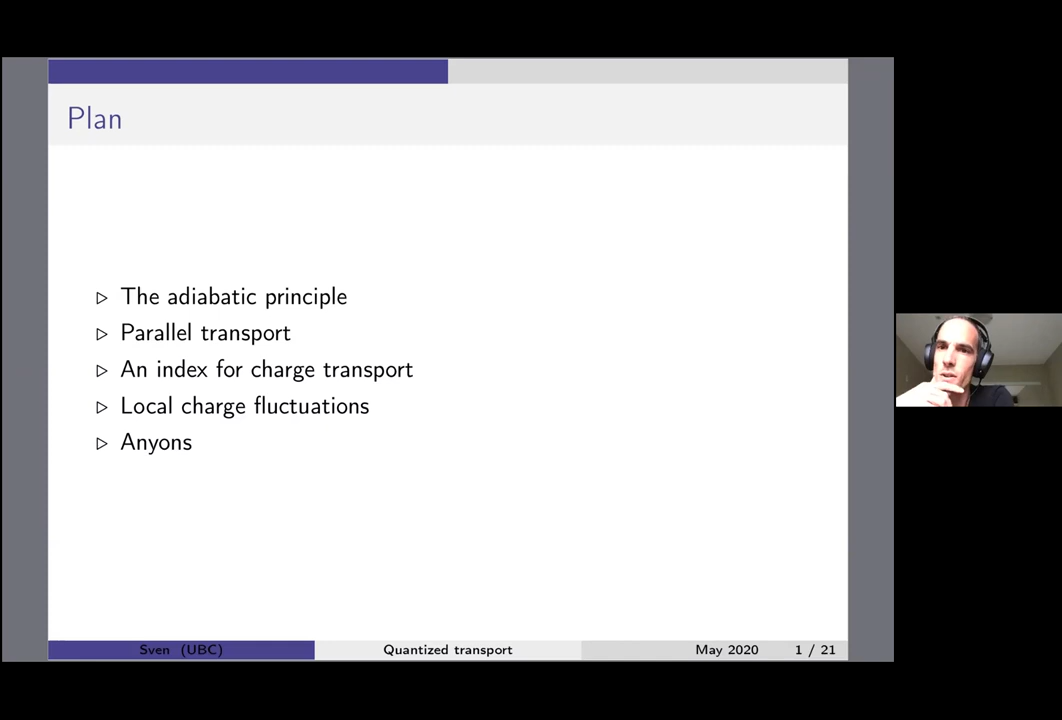 Plan
▷ The adiabatic principle
▷ Parallel transport
▷ An index for charge transport
▷ Local charge fluctuations
▷ Anyons
Sven (UBC) Quantized transport May 2020 1 / 21